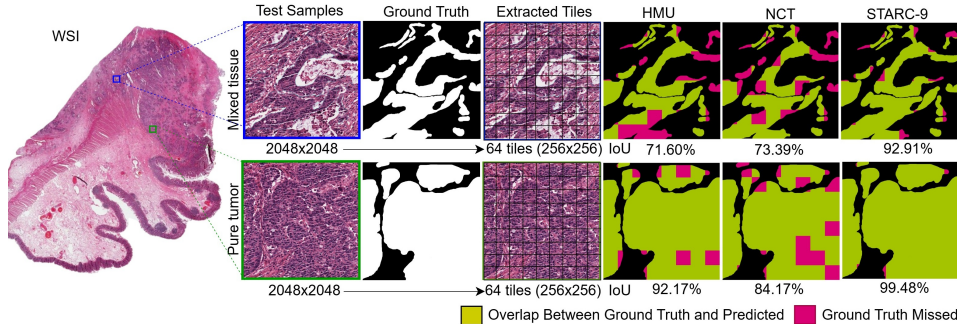 WSI
Test Samples Ground Truth Extracted Tiles HMU NCT STARC-9
Mixed tissue
2048x2048 64 tiles (256x256) IoU 71.60% 73.39% 92.91%
Pure tumor
2048x2048 64 tiles (256x256) IoU 92.17% 84.17% 99.48%
Overlap Between Ground Truth and Predicted Ground Truth Missed